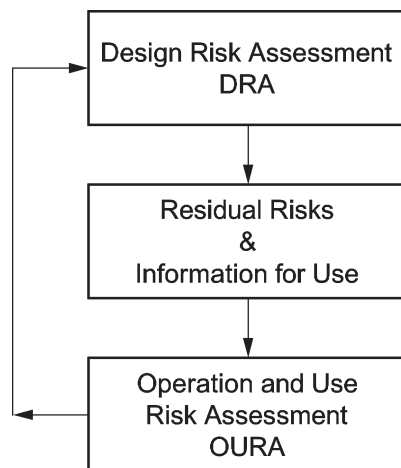 Design Risk Assessment
DRA
Residual Risks
&
Information for Use
Operation and Use
Risk Assessment
OURA